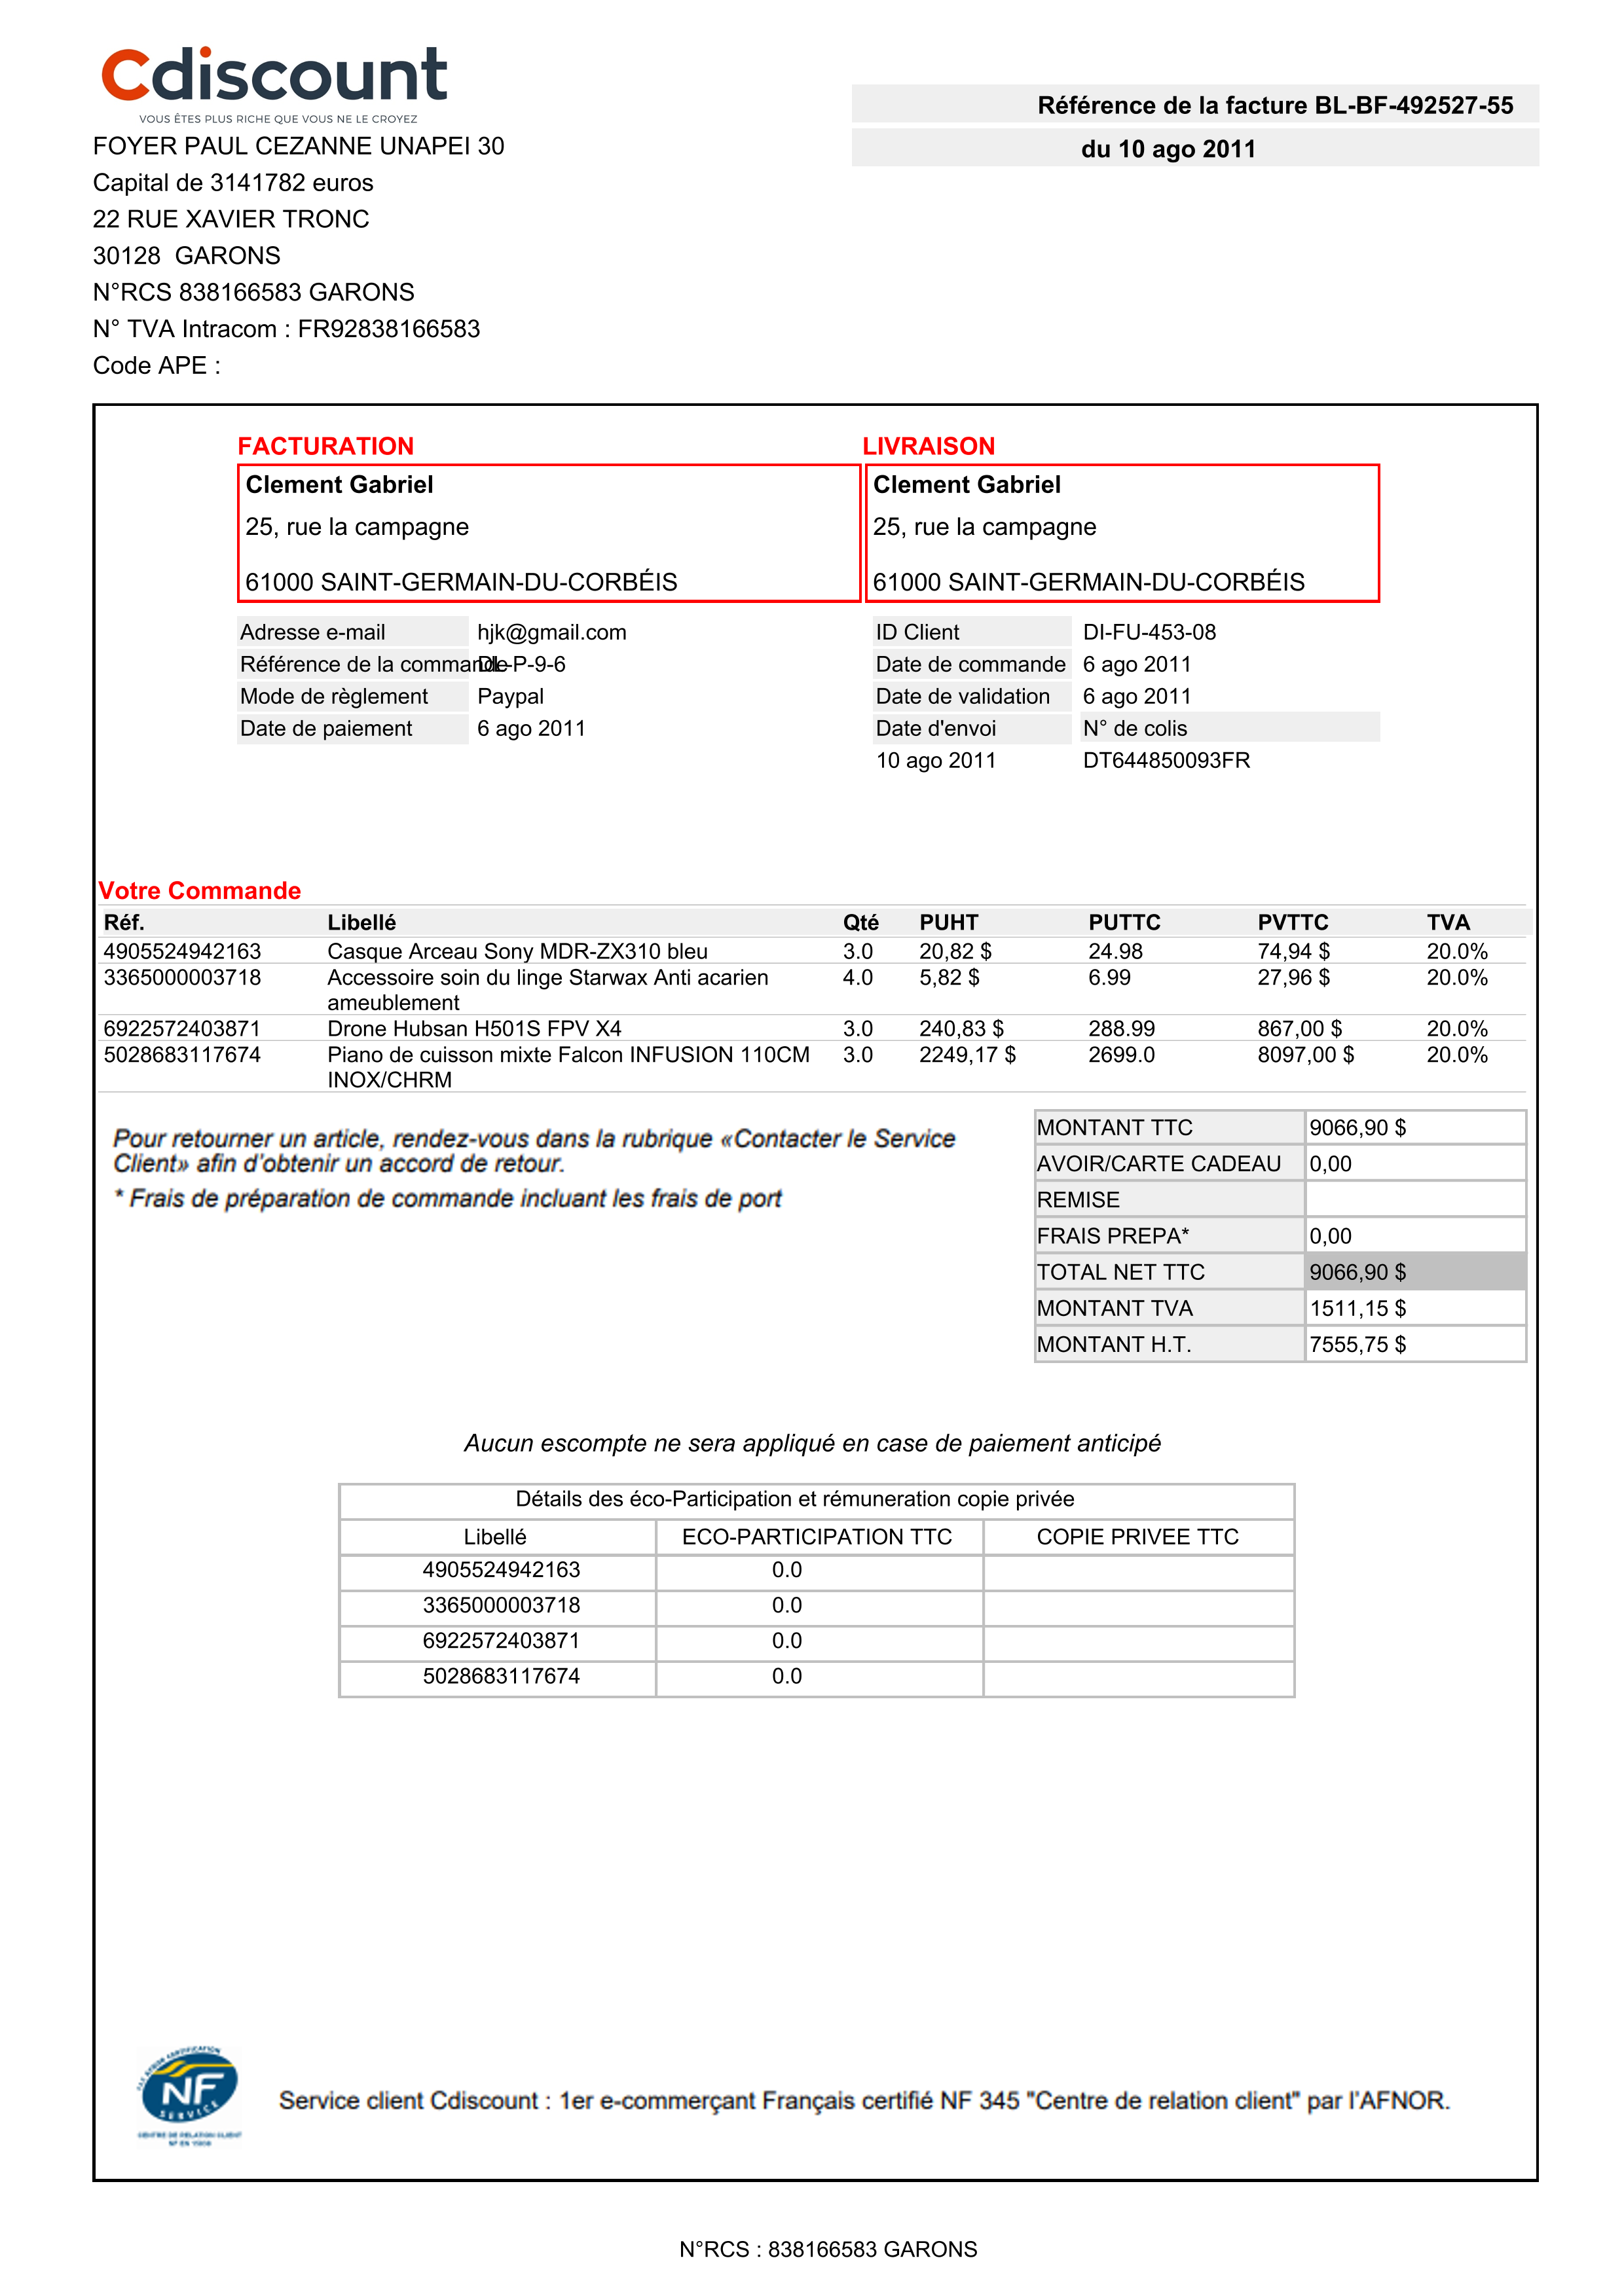 Cdiscount
VOUS ÊTES PLUS RICHE QUE VOUS NE LE CROYEZ
Référence de la facture BL-BF-492527-55
du 10 ago 2011
FOYER PAUL CEZANNE UNAPEI 30
Capital de 3141782 euros
22 RUE XAVIER TRONC
30128 GARONS
N°RCS 838166583 GARONS
N° TVA Intracom : FR92838166583
Code APE :
FACTURATION
Clement Gabriel
25, rue la campagne
61000 SAINT-GERMAIN-DU-CORBÉIS
LIVRAISON
Clement Gabriel
25, rue la campagne
61000 SAINT-GERMAIN-DU-CORBÉIS
Adresse e-mail hjk@gmail.com
Référence de la commande DL-P-9-6
Mode de règlement Paypal
Date de paiement 6 ago 2011
ID Client DI-FU-453-08
Date de commande 6 ago 2011
Date de validation 6 ago 2011
Date d'envoi N° de colis
10 ago 2011 DT644850093FR
Votre Commande
Réf. Libellé Qté PUHT PUTTC PVTTC TVA
4905524942163 Casque Arceau Sony MDR-ZX310 bleu 3.0 20,82 $ 24.98 74,94 $ 20.0%
3365000003718 Accessoire soin du linge Starwax Anti acarien 4.0 5,82 $ 6.99 27,96 $ 20.0%
ameublement
6922572403871 Drone Hubsan H501S FPV X4 3.0 240,83 $ 288.99 867,00 $ 20.0%
5028683117674 Piano de cuisson mixte Falcon INFUSION 110CM 3.0 2249,17 $ 2699.0 8097,00 $ 20.0%
INOX/CHRM
Pour retourner un article, rendez-vous dans la rubrique «Contacter le Service
Client» afin d'obtenir un accord de retour.
* Frais de préparation de commande incluant les frais de port
MONTANT TTC 9066,90 $
AVOIR/CARTE CADEAU 0,00
REMISE
FRAIS PREPA* 0,00
TOTAL NET TTC 9066,90 $
MONTANT TVA 1511,15 $
MONTANT H.T. 7555,75 $
Aucun escompte ne sera appliqué en case de paiement anticipé
Détails des éco-Participation et rémuneration copie privée
Libellé ECO-PARTICIPATION TTC COPIE PRIVEE TTC
4905524942163 0.0
3365000003718 0.0
6922572403871 0.0
5028683117674 0.0
NF
SERVICE
CENTRE DE RELATION CLIENT
Service client Cdiscount : 1er e-commerçant Français certifié NF 345 "Centre de relation client" par l'AFNOR.
N°RCS : 838166583 GARONS